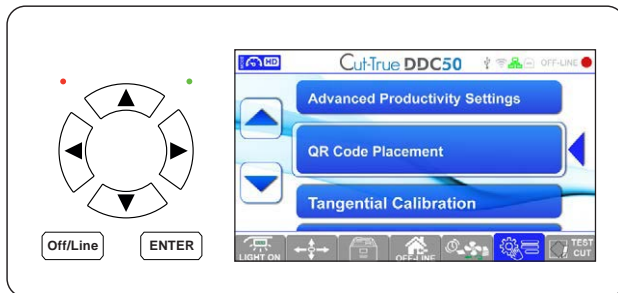 HD
Cut-True DDC50
OFF-LINE
Advanced Productivity Settings
QR Code Placement
Tangential Calibration
Off/Line
ENTER
LIGHT ON
OFF-LINE
TEST
CUT